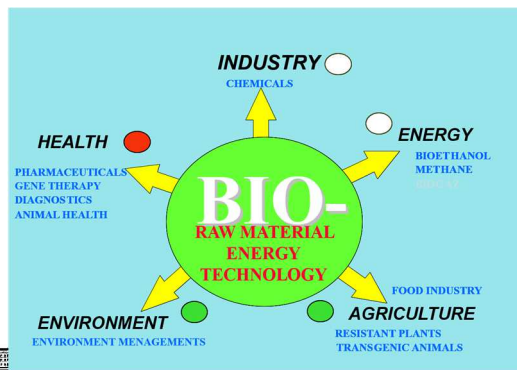 INDUSTRY
CHEMICALS
HEALTH
PHARMACEUTICALS
GENE THERAPY
DIAGNOSTICS
ANIMAL HEALTH
ENERGY
BIOETHANOL
METHANE
BIO-
RAW MATERIAL
ENERGY
TECHNOLOGY
ENVIRONMENT
ENVIRONMENT MENAGEMENTS
FOOD INDUSTRY
AGRICULTURE
RESISTANT PLANTS
TRANSGENIC ANIMALS